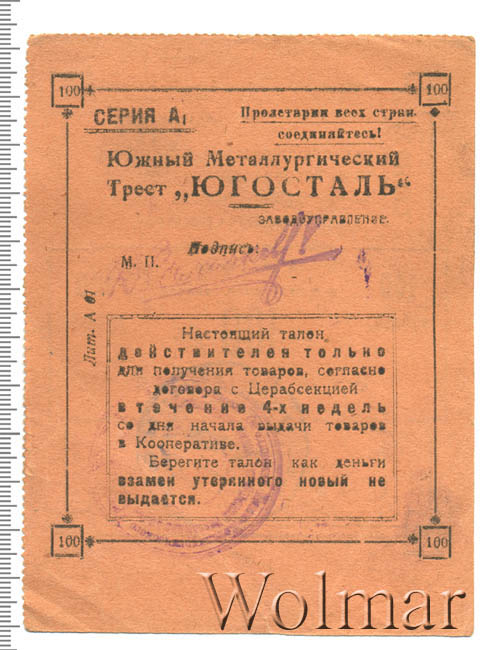 100 100
СЕРИЯ А1
Пролетарии всех стран,
соединяйтесь!
Южный Металлургический
Трест „ЮГОСТАЛЬ“
ЗАВОДОУПРАВЛЕНИЕ.
Подпись:
М. П.
Лит. А 61
Настоящий талон
действителен только
для получения товаров, согласно
договора с Церабсекцией
в течение 4-х недель
со дня начала выдачи товаров
в Кооперативе.
Берегите талон как деньги
взамен утерянного новый не
выдается.
100 100
Wolmar